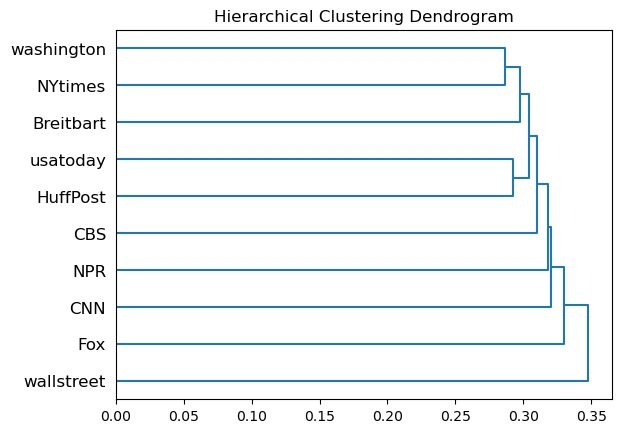 Hierarchical Clustering Dendrogram
washington
NYtimes
Breitbart
usatoday
HuffPost
CBS
NPR
CNN
Fox
wallstreet
0.00 0.05 0.10 0.15 0.20 0.25 0.30 0.35